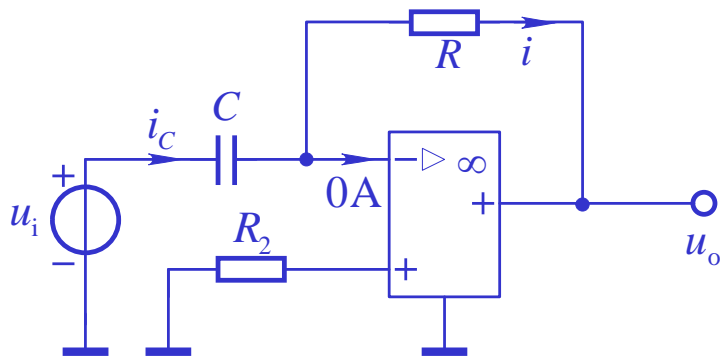 R
i
C
i_C
+
u_i
−
0A
− ▷ ∞
+
R_2
+
u_o